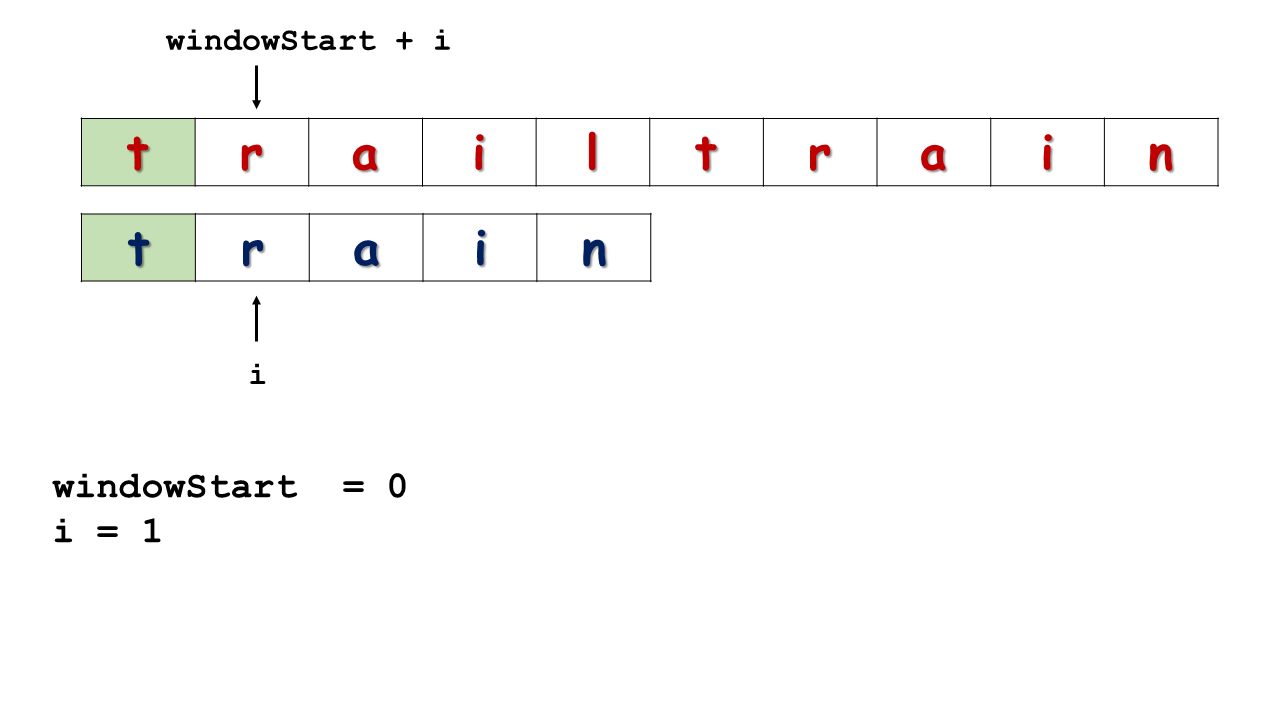 windowStart + i
t r a i l t r a i n
t r a i n
i
windowStart  = 0
i = 1